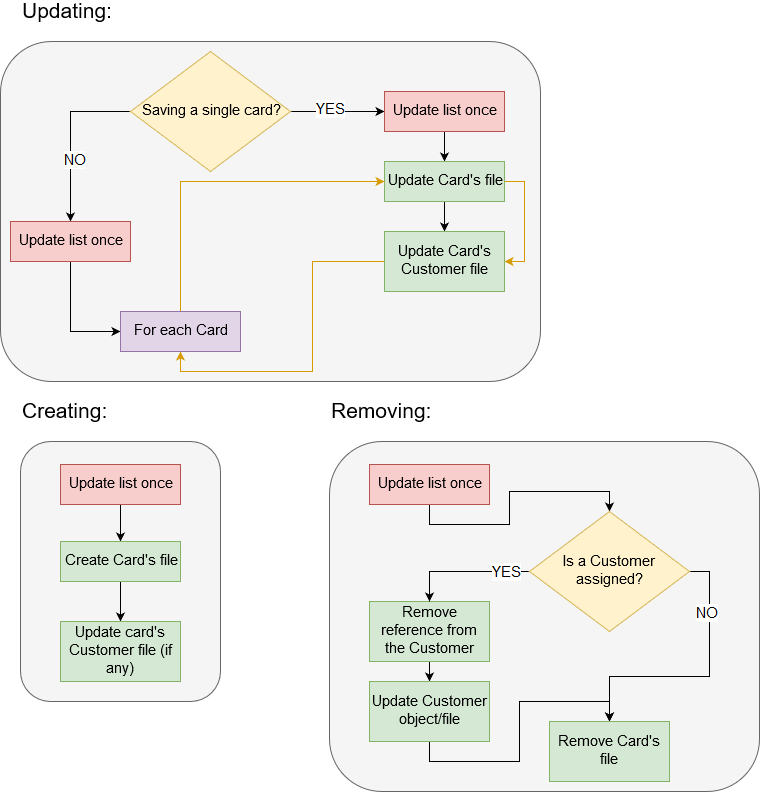 Updating:
Saving a single card?
YES
Update list once
NO
Update Card's file
Update list once
Update Card's
Customer file
For each Card
Creating:
Update list once
Create Card's file
Update card's
Customer file (if
any)
Removing:
Update list once
Is a Customer
assigned?
YES
NO
Remove
reference from
the Customer
Update Customer
object/file
Remove Card's
file